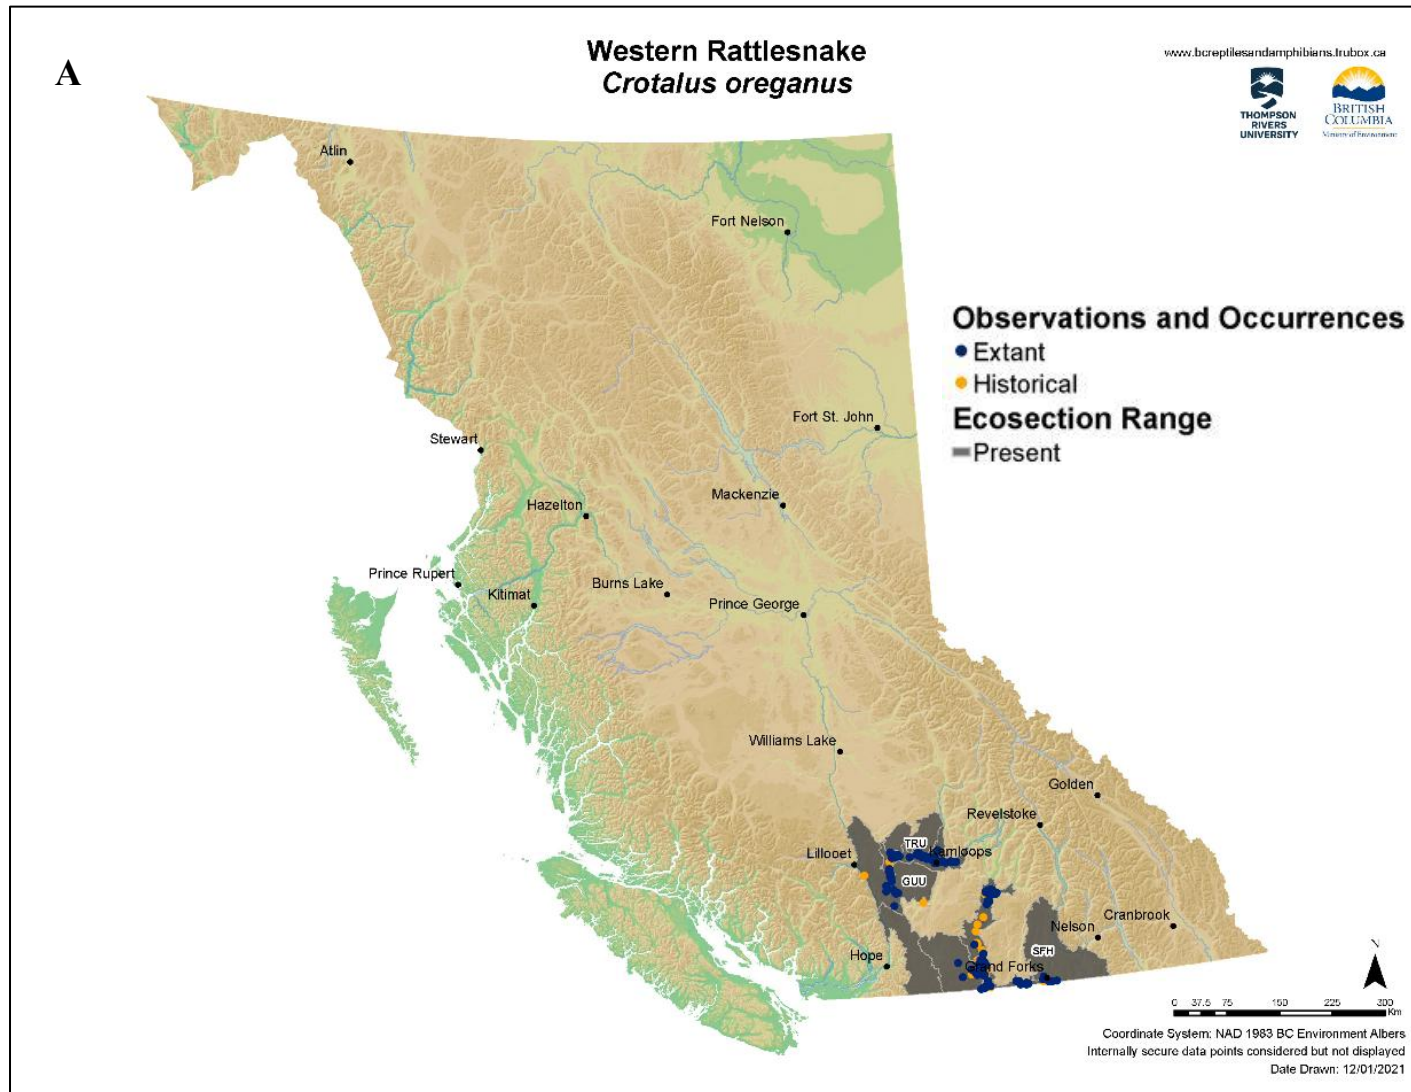 A
Western Rattlesnake
Crotalus oreganus
www.bcreptilesandamphibians.trubox.ca
THOMPSON
RIVERS
UNIVERSITY
BRITISH
COLUMBIA
Ministry of Environment
Atlin
Fort Nelson
Observations and Occurrences
Extant
Historical
Ecosection Range
Present
Fort St. John
Stewart
Mackenzie
Hazelton
Prince Rupert
Burns Lake
Kitimat
Prince George
Williams Lake
Golden
Revelstoke
TRU
Lillooet
Kamloops
GUU
Cranbrook
Nelson
SFH
Hope
Grand Forks
N
0 37.5 75 150 225 300
Km
Coordinate System: NAD 1983 BC Environment Albers
Internally secure data points considered but not displayed
Date Drawn: 12/01/2021